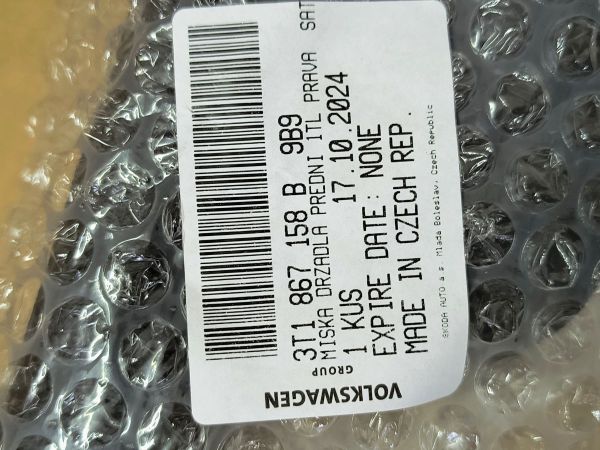 3T1 867 158 B 9B9
MISKA DRZADLA PREDNI ITL PRAVA SAT
1 KUS 17.10.2024
EXPIRE DATE: NONE
MADE IN CZECH REP.
SKODA AUTO a.s. Mladá Boleslav, Czech Republic
VOLKSWAGEN
GROUP